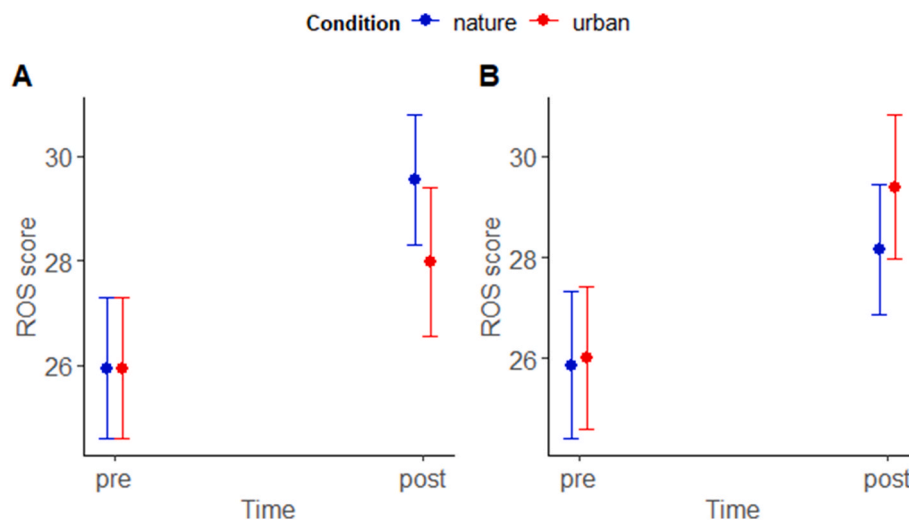 Condition nature urban
A
30
28
26
ROS score
pre post
Time
B
30
28
26
ROS score
pre post
Time